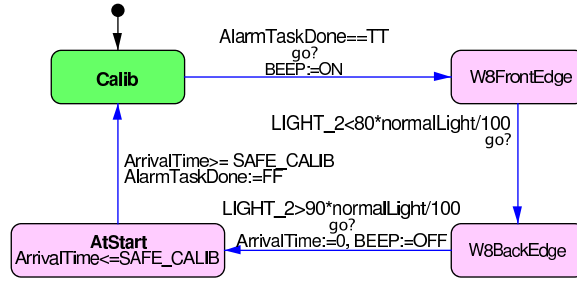 AlarmTaskDone==TT
go?
BEEP:=ON
Calib
W8FrontEdge
LIGHT_2<80*normalLight/100
go?
ArrivalTime>= SAFE_CALIB
AlarmTaskDone:=FF
LIGHT_2>90*normalLight/100
go?
ArrivalTime:=0, BEEP:=OFF
AtStart
ArrivalTime<=SAFE_CALIB
W8BackEdge